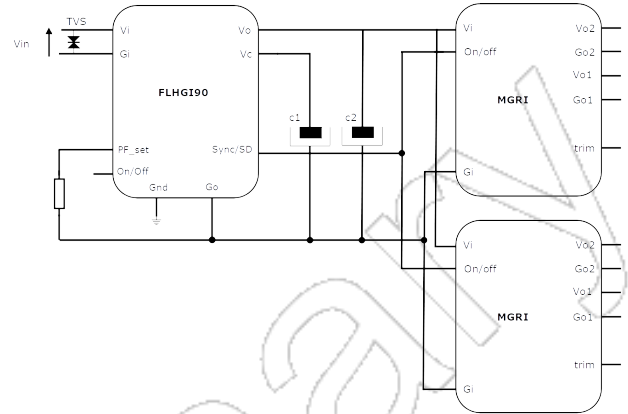 TVS
Vin
Vi
Gi
Vo
Vc
FLHGI90
PF_set
On/Off
Gnd
Go
Sync/SD
c1
c2
Vi
On/off
MGRI
Gi
Vo2
Go2
Vo1
Go1
trim
Vi
On/off
MGRI
Gi
Vo2
Go2
Vo1
Go1
trim